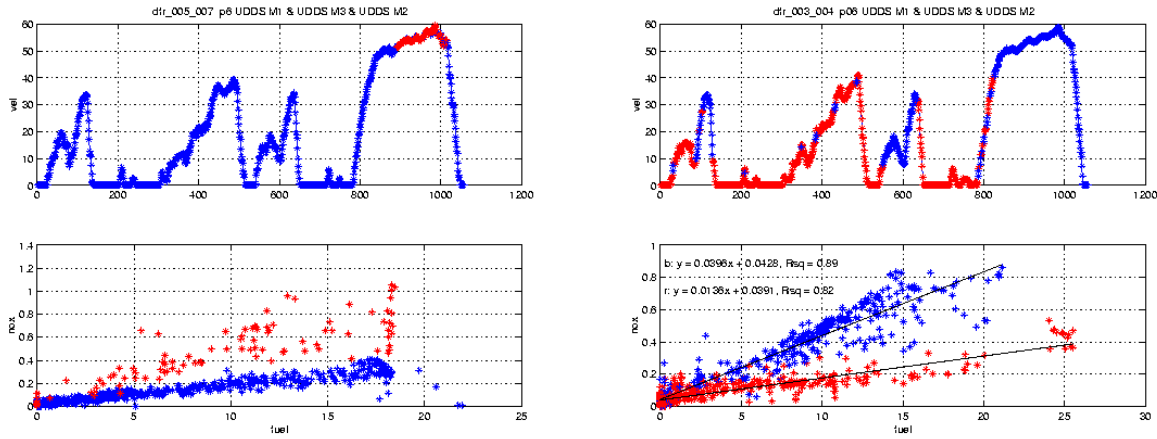 dfr_005_007 p6 UDDS M1 & UDDS M3 & UDDS M2
60
50
40
30
20
10
0
vel
0 200 400 600 800 1000 1200
dfr_003_004 p06 UDDS M1 & UDDS M3 & UDDS M2
60
50
40
30
20
10
0
vel
0 200 400 600 800 1000 1200
1.4
1.2
1
0.8
0.6
0.4
0.2
0
nox
0 5 10 15 20 25
fuel
1
0.8
0.6
0.4
0.2
0
nox
b: y = 0.0396x + 0.0428, Rsq = 0.89
r: y = 0.0136x + 0.0391, Rsq = 0.82
0 5 10 15 20 25 30
fuel